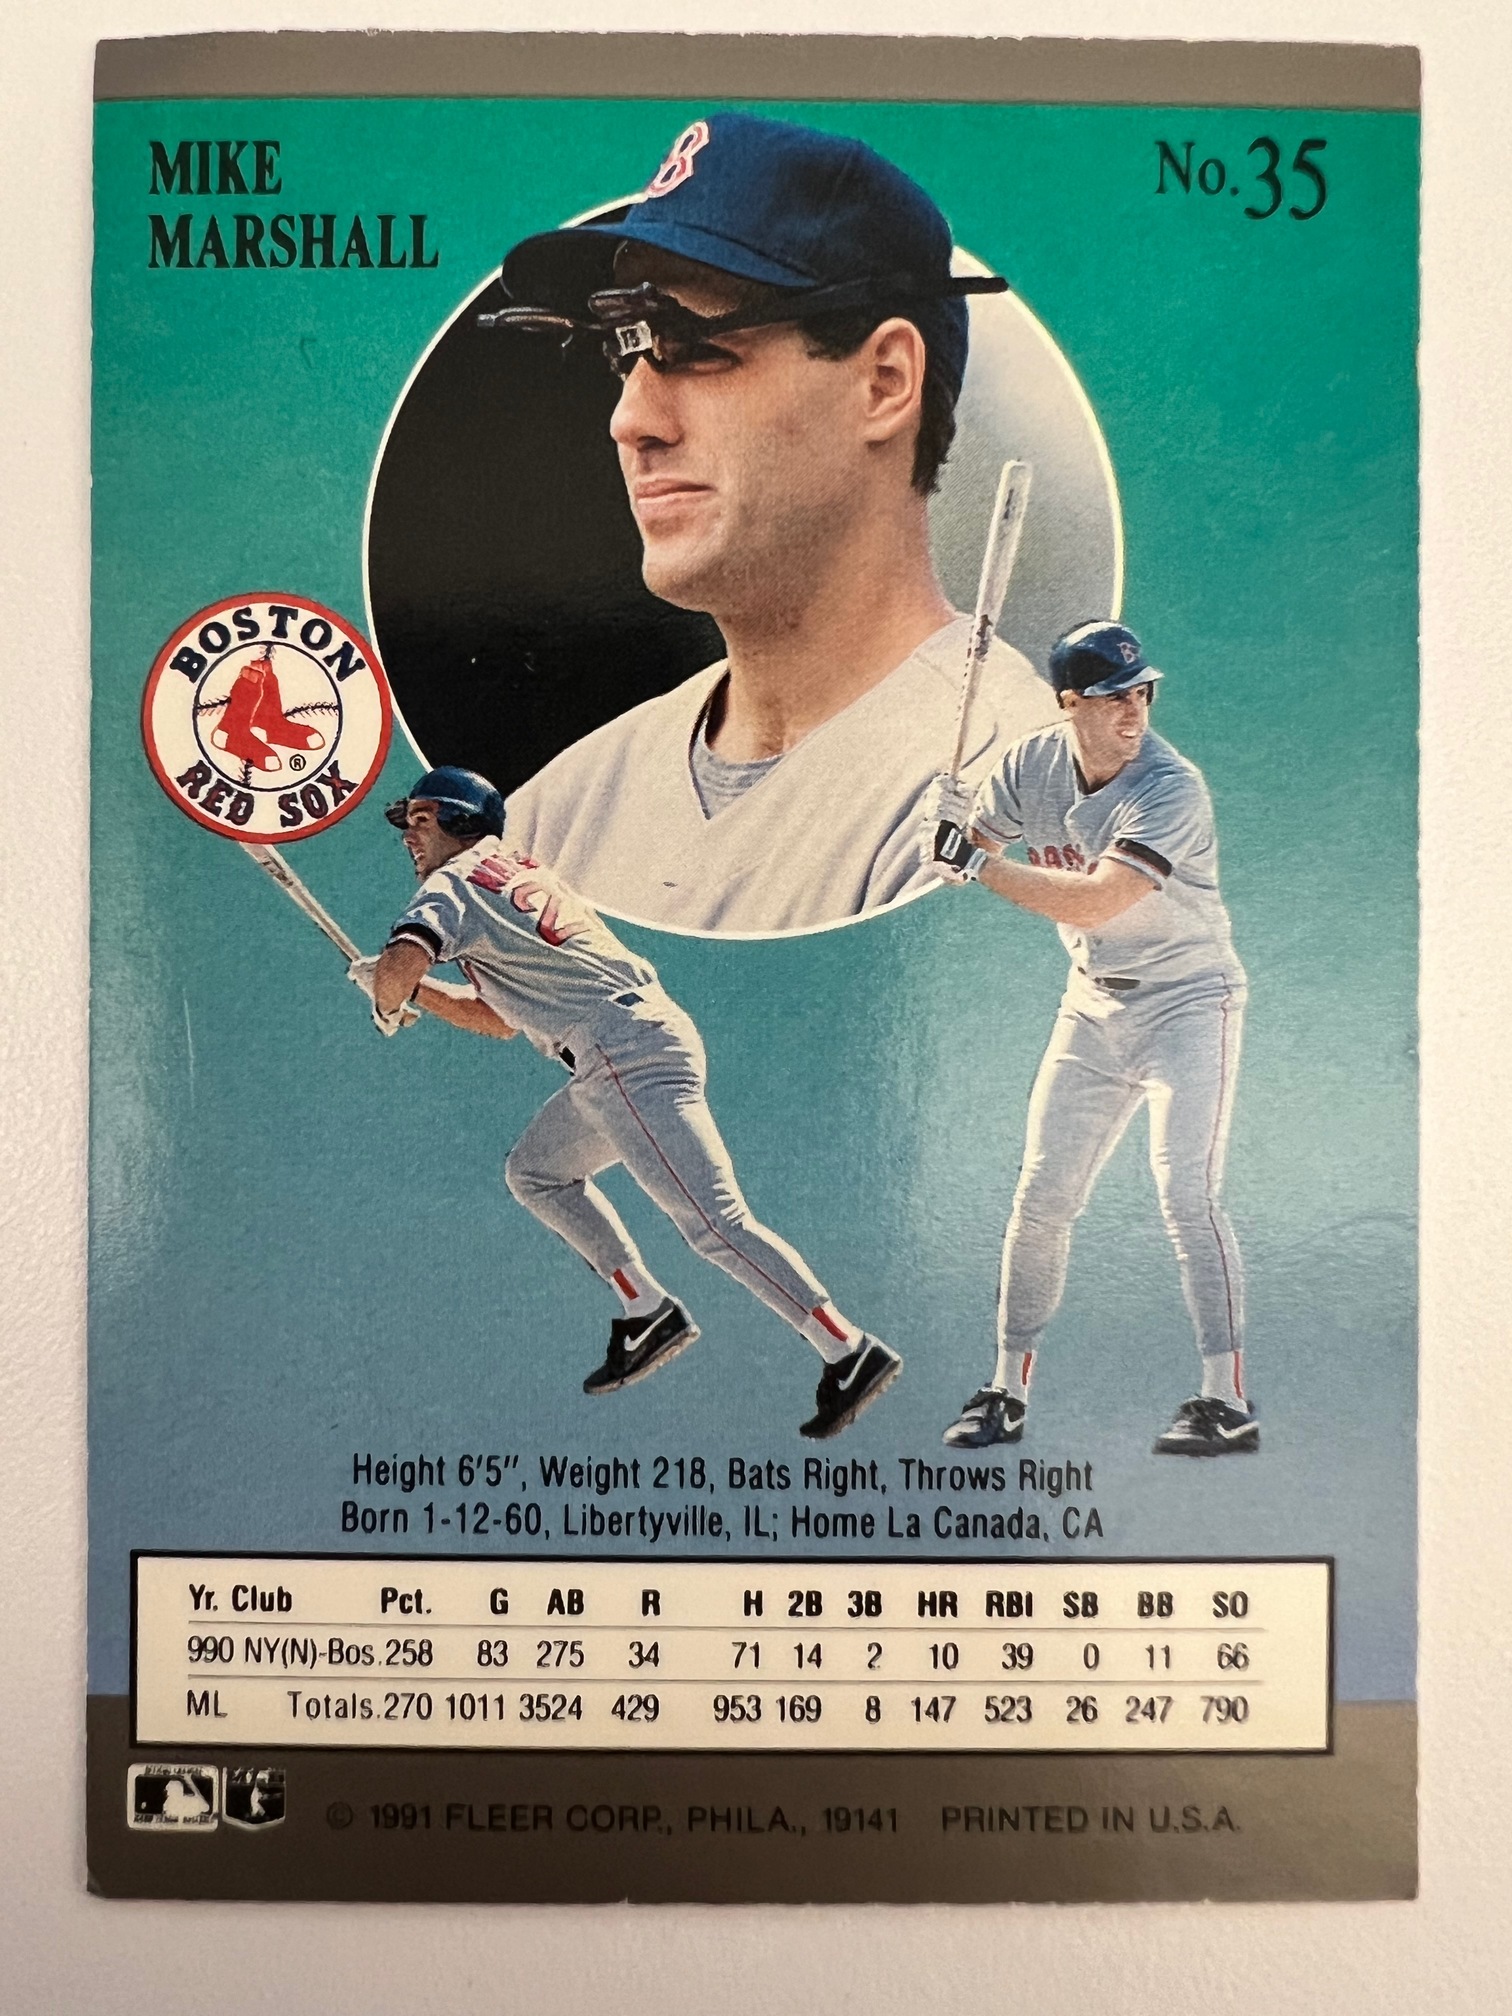 MIKE
MARSHALL
No. 35
B
BOSTON
RED SOX
®
Height 6'5", Weight 218, Bats Right, Throws Right
Born 1-12-60, Libertyville, IL; Home La Canada, CA
Yr. Club Pct. G AB R H 2B 3B HR RBI SB BB SO
990 NY(N)-Bos .258 83 275 34 71 14 2 10 39 0 11 66
ML Totals .270 1011 3524 429 953 169 8 147 523 26 247 790
© 1991 FLEER CORP., PHILA., 19141 PRINTED IN U.S.A.